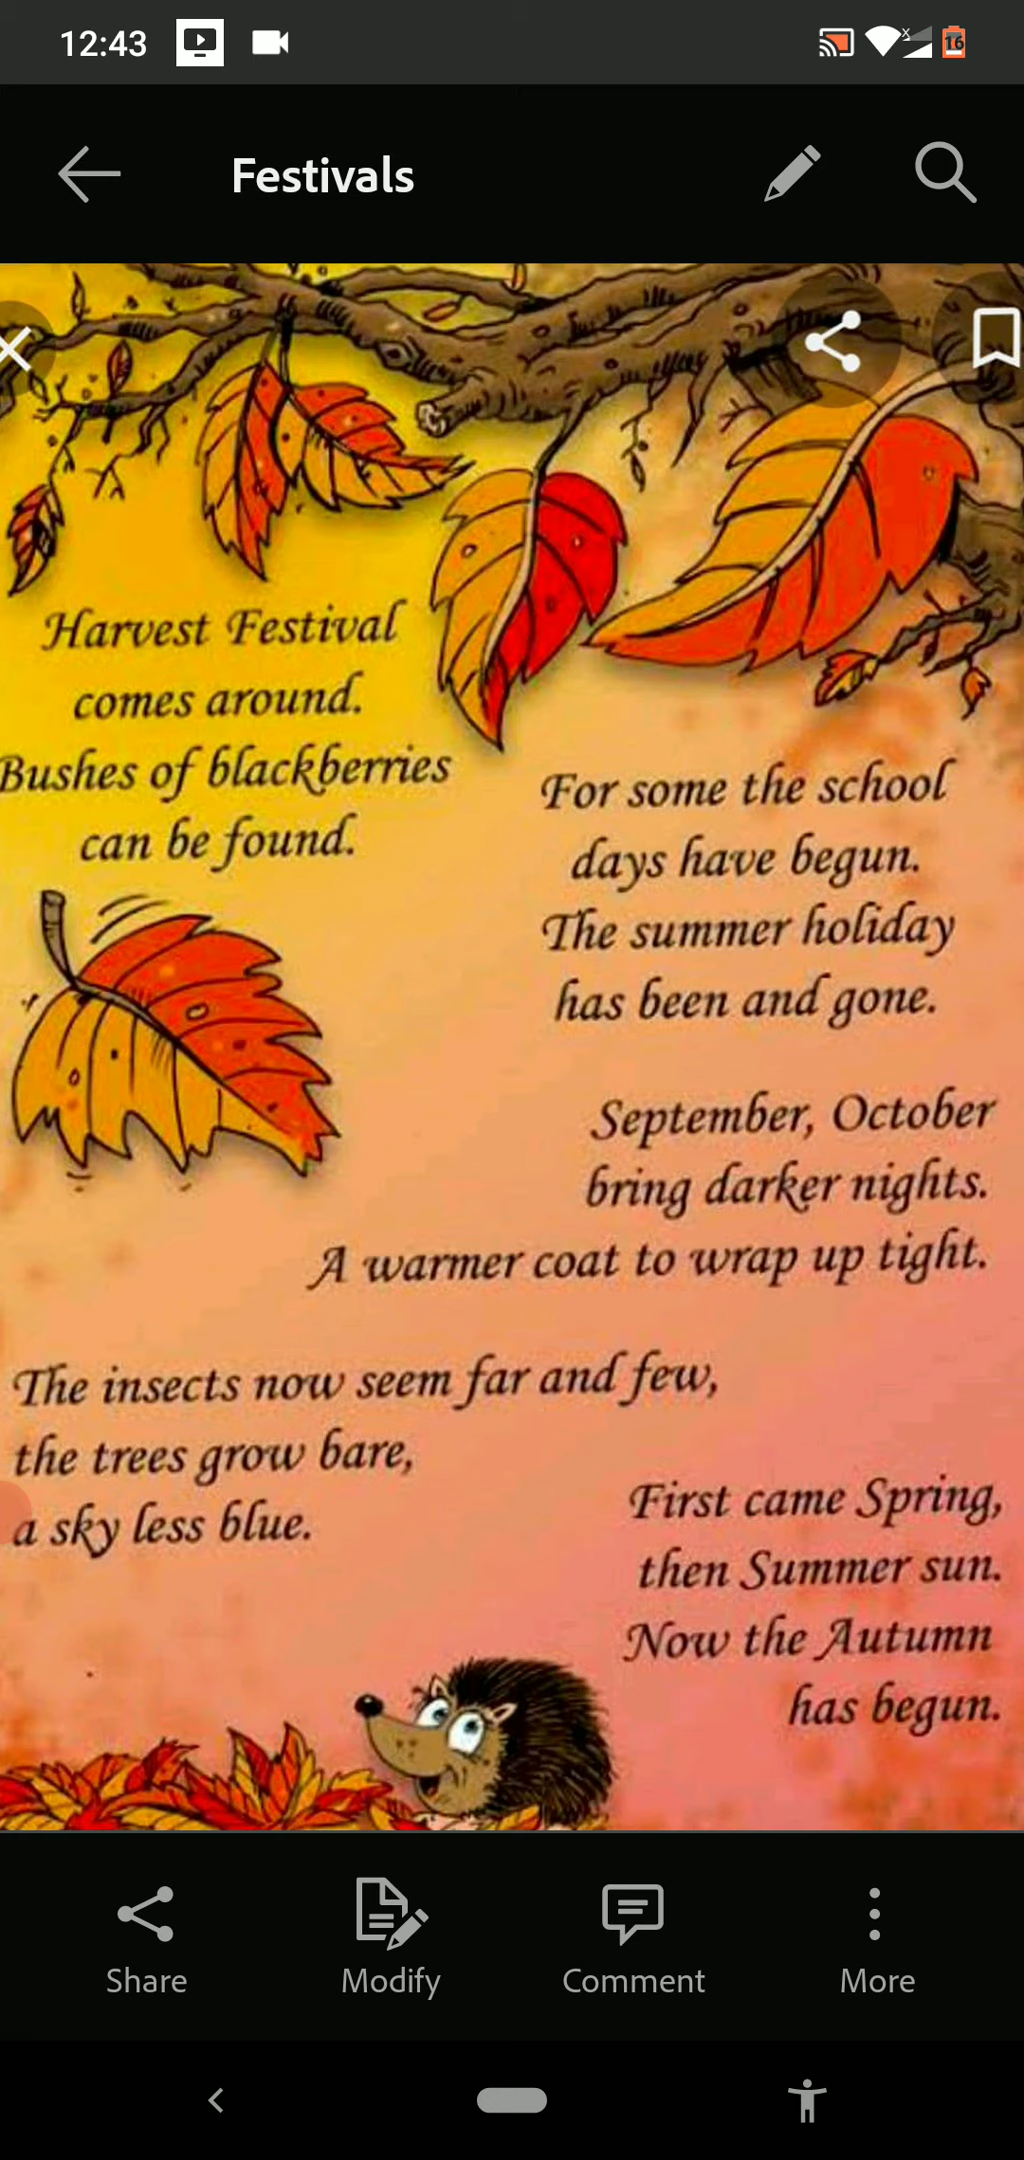 12:43
16
Festivals
Harvest Festival
comes around.
Bushes of blackberries
can be found.
For some the school
days have begun.
The summer holiday
has been and gone.
September, October
bring darker nights.
A warmer coat to wrap up tight.
The insects now seem far and few,
the trees grow bare,
a sky less blue.
First came Spring,
then Summer sun.
Now the Autumn
has begun.
Share
Modify
Comment
More